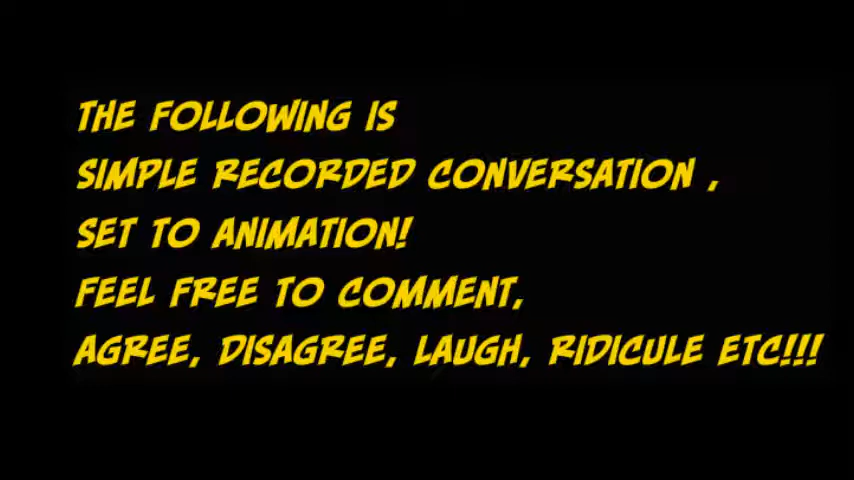 THE FOLLOWING IS
SIMPLE RECORDED CONVERSATION ,
SET TO ANIMATION!
FEEL FREE TO COMMENT,
AGREE, DISAGREE, LAUGH, RIDICULE ETC!!!